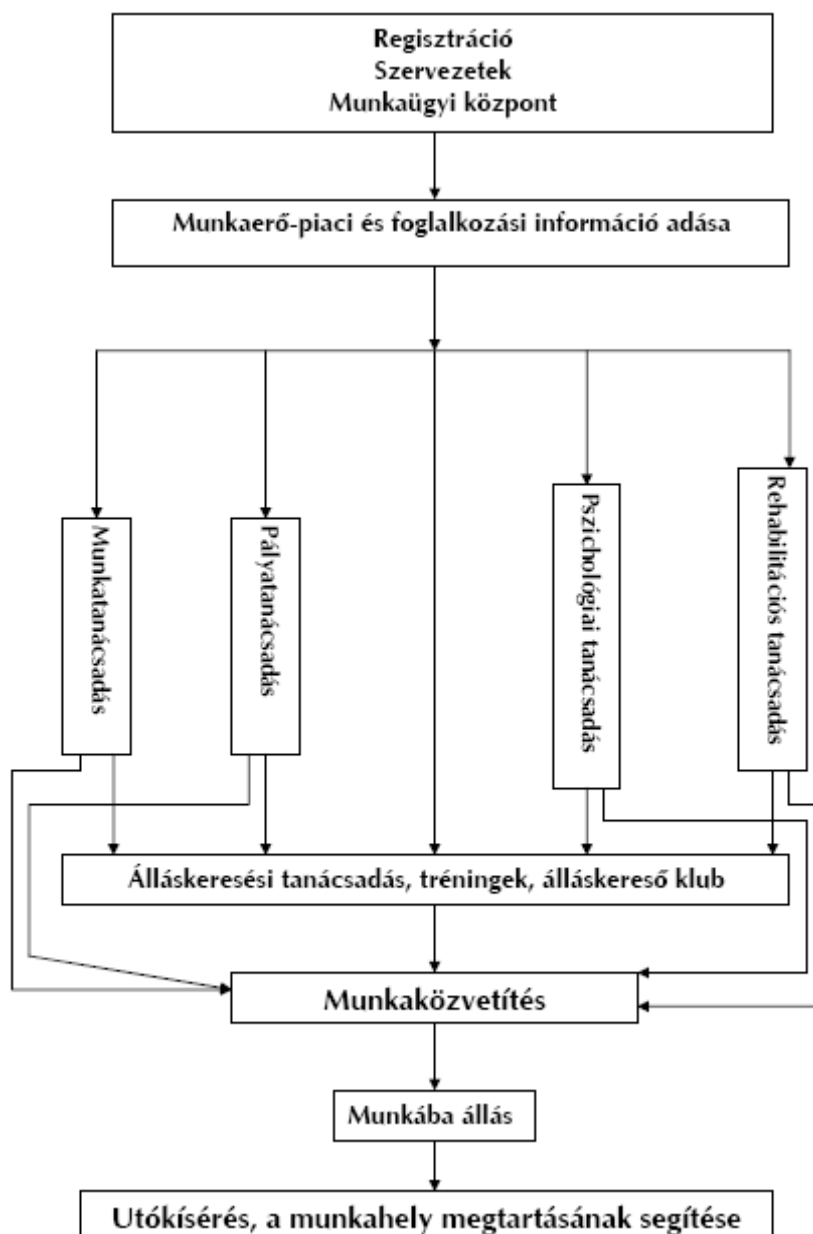 Regisztráció
Szervezetek
Munkaügyi központ
Munkaerő-piaci és foglalkozási információ adása
Munkatanácsadás
Pályatanácsadás
Pszichológiai tanácsadás
Rehabilitációs tanácsadás
Álláskeresési tanácsadás, tréningek, álláskereső klub
Munkaközvetítés
Munkába állás
Utókísérés, a munkahely megtartásának segítése